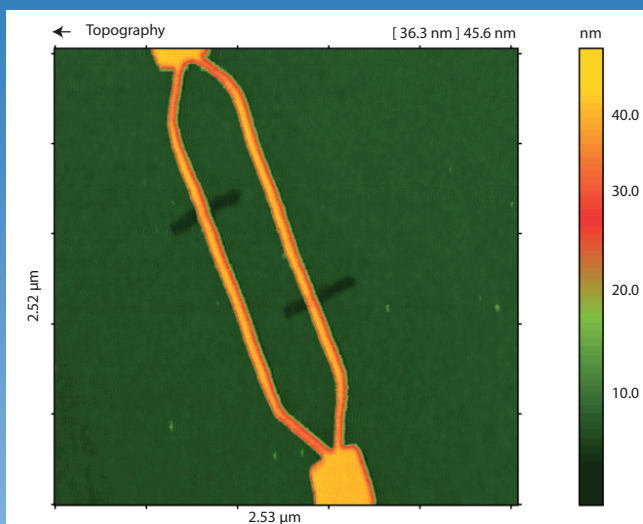 ← Topography
[ 36.3 nm ] 45.6 nm
nm
40.0
30.0
20.0
10.0
2.52 μm
2.53 μm